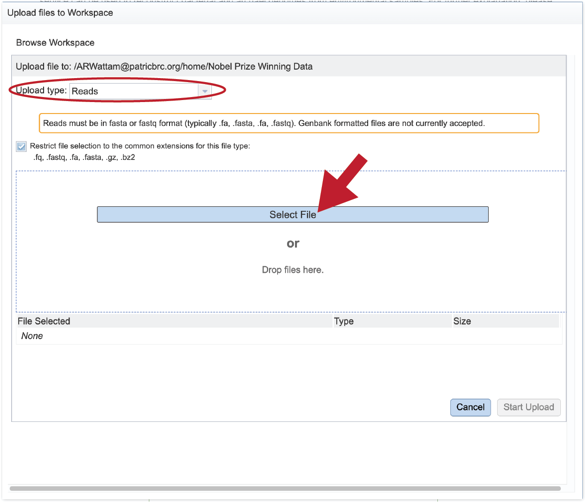 Upload files to Workspace
Browse Workspace
Upload file to: /ARWattam@patricbrc.org/home/Nobel Prize Winning Data
Upload type: Reads
Reads must be in fasta or fastq format (typically .fa, .fasta, .fa, .fastq). Genbank formatted files are not currently accepted.
Restrict file selection to the common extensions for this file type:
.fq, .fastq, .fa, .fasta, .gz, .bz2
Select File
or
Drop files here.
File Selected Type Size
None
Cancel Start Upload